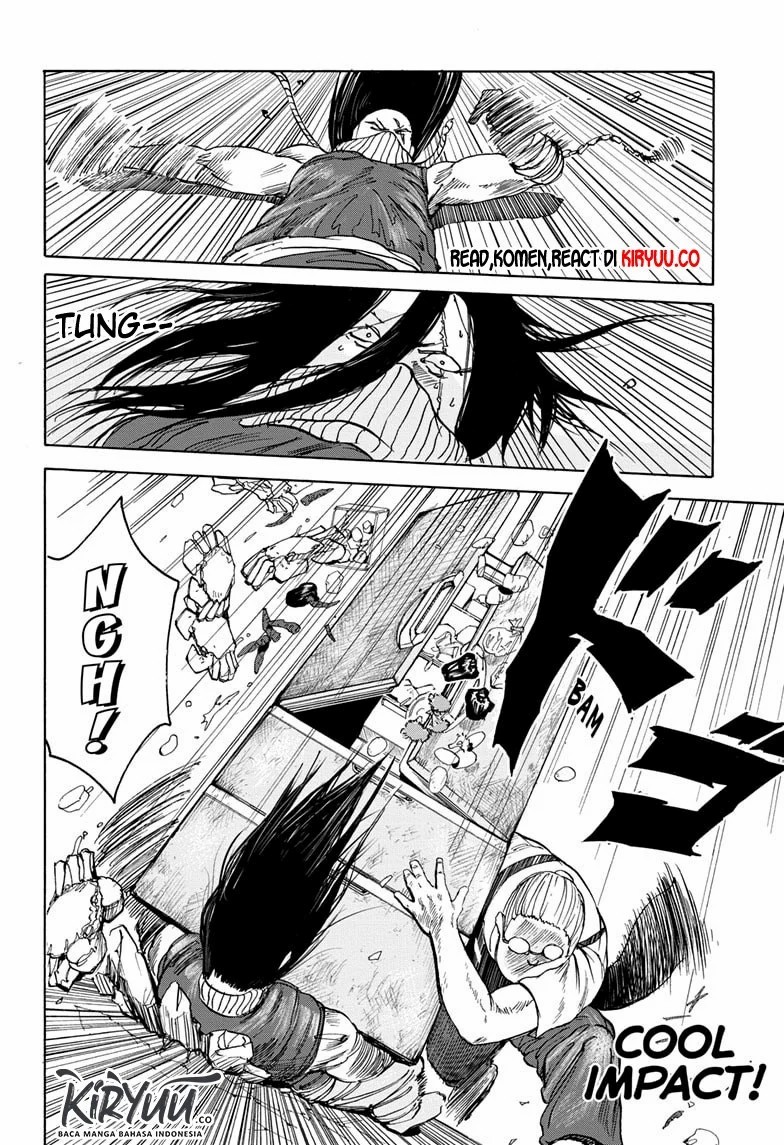 READ,KOMEN,REACT DI KIRYUU.CO
TUNG--
NGH!
ドゴ
BAM
COOL
IMPACT!
KIRYUU.CO
BACA MANGA BAHASA INDONESIA